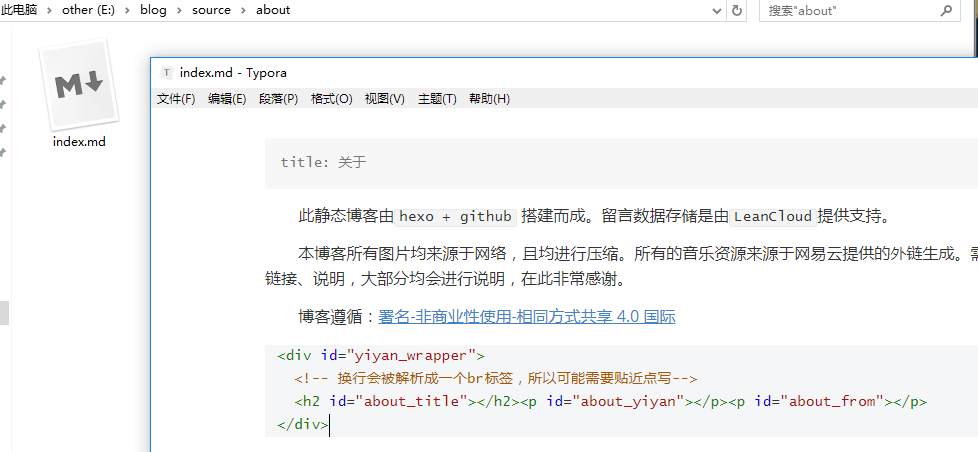 此电脑 > other (E:) > blog > source > about
搜索"about"
M
index.md
T index.md - Typora
文件(F) 编辑(E) 段落(P) 格式(O) 视图(V) 主题(T) 帮助(H)
title: 关于
此静态博客由 hexo + github 搭建而成。留言数据存储是由 LeanCloud 提供支持。
本博客所有图片均来源于网络，且均进行压缩。所有的音乐资源来源于网易云提供的外链生成。需
链接、说明，大部分均会进行说明，在此非常感谢。
博客遵循：署名-非商业性使用-相同方式共享 4.0 国际
<div id="yiyan_wrapper">
<!-- 换行会被解析成一个br标签，所以可能需要贴近点写-->
<h2 id="about_title"></h2><p id="about_yiyan"></p><p id="about_from"></p>
</div>